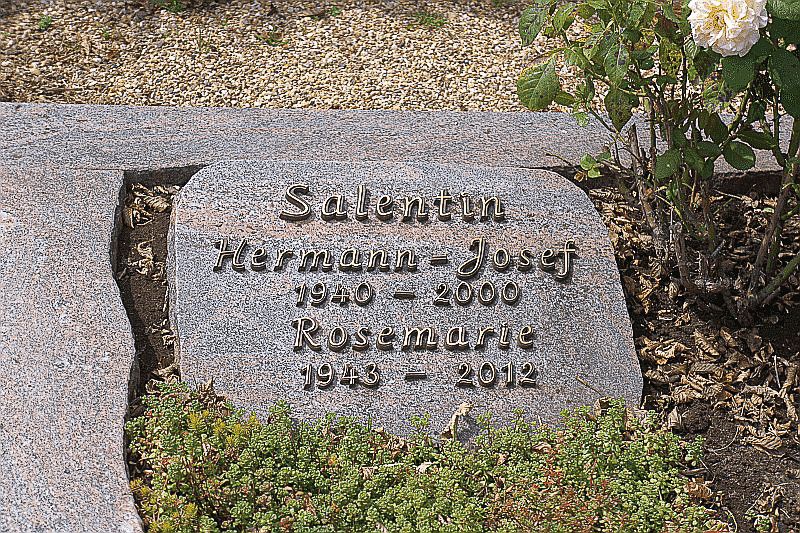 Salentin
Hermann - Josef
1940 - 2000
Rosemarie
1943 - 2012